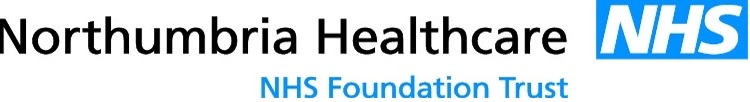 Northumbria Healthcare NHS
NHS Foundation Trust